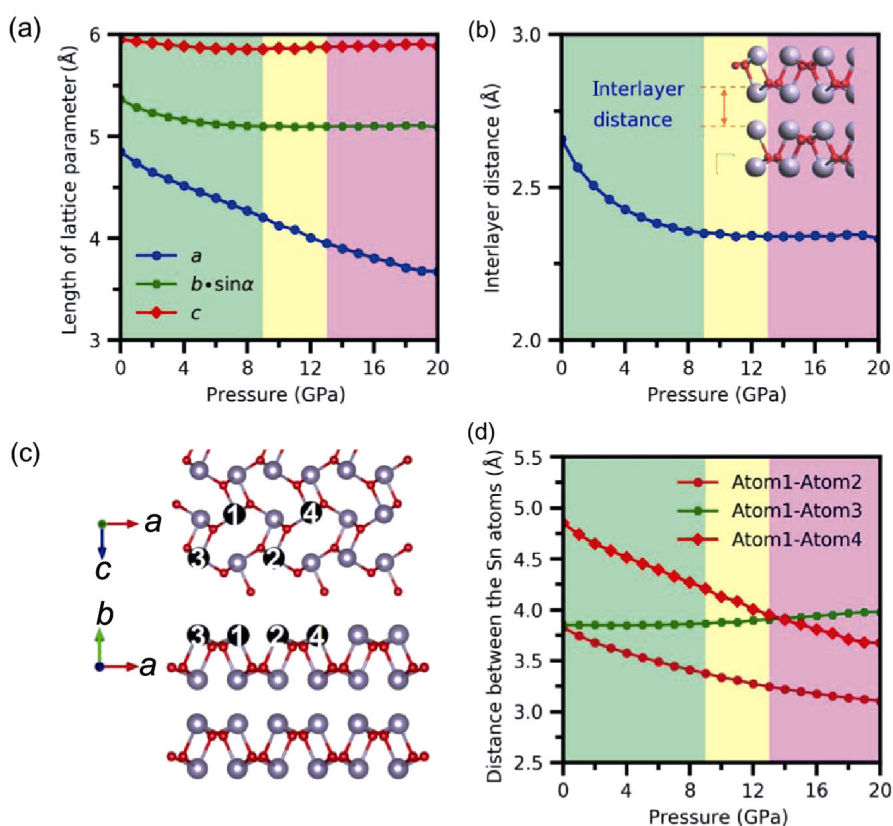 (a)
6
5
4
3
Length of lattice parameter (Å)
a
b•sinα
c
0 4 8 12 16 20
Pressure (GPa)
(b)
3.0
2.5
2.0
Interlayer distance (Å)
Interlayer
distance
0 4 8 12 16 20
Pressure (GPa)
(c)
a
c
1 4
3 2
b
a
3 1 2 4
(d)
5.5
5.0
4.5
4.0
3.5
3.0
2.5
Distance between the Sn atoms (Å)
Atom1-Atom2
Atom1-Atom3
Atom1-Atom4
0 4 8 12 16 20
Pressure (GPa)